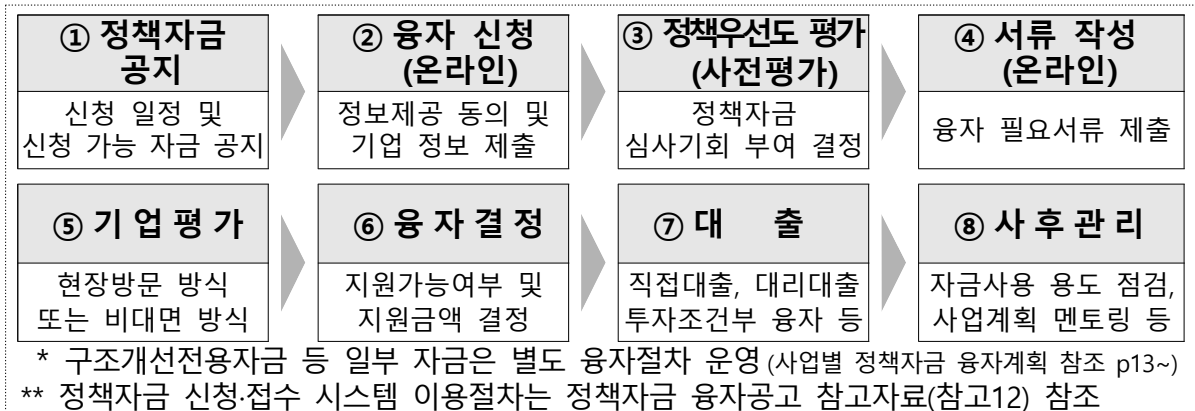 ① 정책자금 공지
신청 일정 및
신청 가능 자금 공지
② 융자 신청
(온라인)
정보제공 동의 및
기업 정보 제출
③ 정책우선도 평가
(사전평가)
정책자금
심사기회 부여 결정
④ 서류 작성
(온라인)
융자 필요서류 제출
⑤ 기 업 평 가
현장방문 방식
또는 비대면 방식
⑥ 융 자 결 정
지원가능여부 및
지원금액 결정
⑦ 대 출
직접대출, 대리대출
투자조건부 융자 등
⑧ 사 후 관 리
자금사용 용도 점검,
사업계획 멘토링 등
* 구조개선전용자금 등 일부 자금은 별도 융자절차 운영 (사업별 정책자금 융자계획 참조 p13~)
** 정책자금 신청·접수 시스템 이용절차는 정책자금 융자공고 참고자료(참고12) 참조